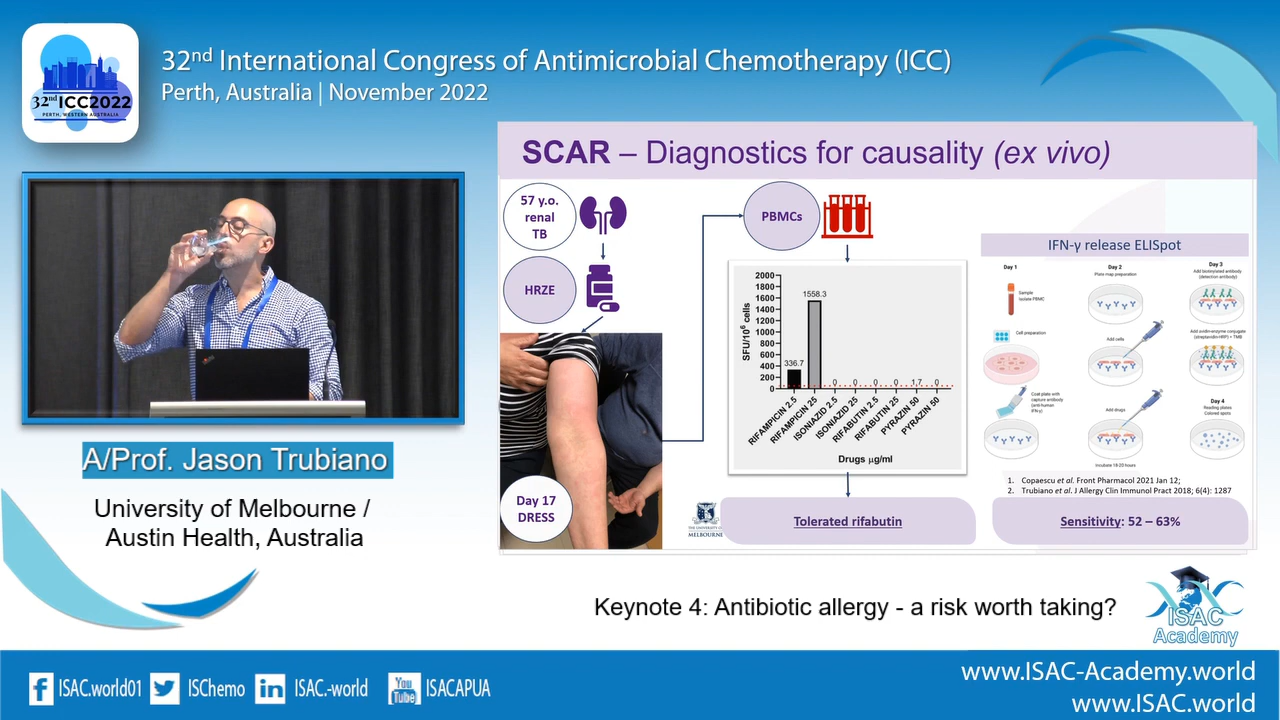 32nd International Congress of Antimicrobial Chemotherapy (ICC)
Perth, Australia | November 2022
32nd ICC2022
PERTH, WESTERN AUSTRALIA
SCAR – Diagnostics for causality (ex vivo)
57 y.o.
renal
TB
HRZE
Day 17
DRESS
PBMCs
SFU/10⁶ cells
2000
1800
1600
1400
1200
1000
800
600
400
200
0
336.7
1558.3
0
0
0
0
1.7
0
RIFAMPICIN 2.5
RIFAMPICIN 25
ISONIAZID 2.5
ISONIAZID 25
RIFABUTIN 2.5
RIFABUTIN 25
PYRAZIN 50
PYRAZIN 50
Drugs µg/ml
THE UNIVERSITY OF
MELBOURNE
Tolerated rifabutin
IFN-γ release ELISpot
Day 1
Sample
Isolate PBMC
Cell preparation
Coat plate with
capture antibody
(anti-human
IFN-γ)
Day 2
Plate map preparation
Add cells
Add drugs
Incubate 18-20 hours
Day 3
Add biotinylated antibody
(detection antibody)
Add avidin-enzyme conjugate
(streptavidin-HRP) + TMB
Day 4
Reading plates
Colored spots
1. Copaescu et al. Front Pharmacol 2021 Jan 12;
2. Trubiano et al. J Allergy Clin Immunol Pract 2018; 6(4): 1287
Sensitivity: 52 – 63%
A/Prof. Jason Trubiano
University of Melbourne /
Austin Health, Australia
Keynote 4: Antibiotic allergy - a risk worth taking?
ISAC
Academy
ISAC.world01
ISChemo
ISAC.-world
You
Tube
ISACAPUA
www.ISAC-Academy.world
www.ISAC.world